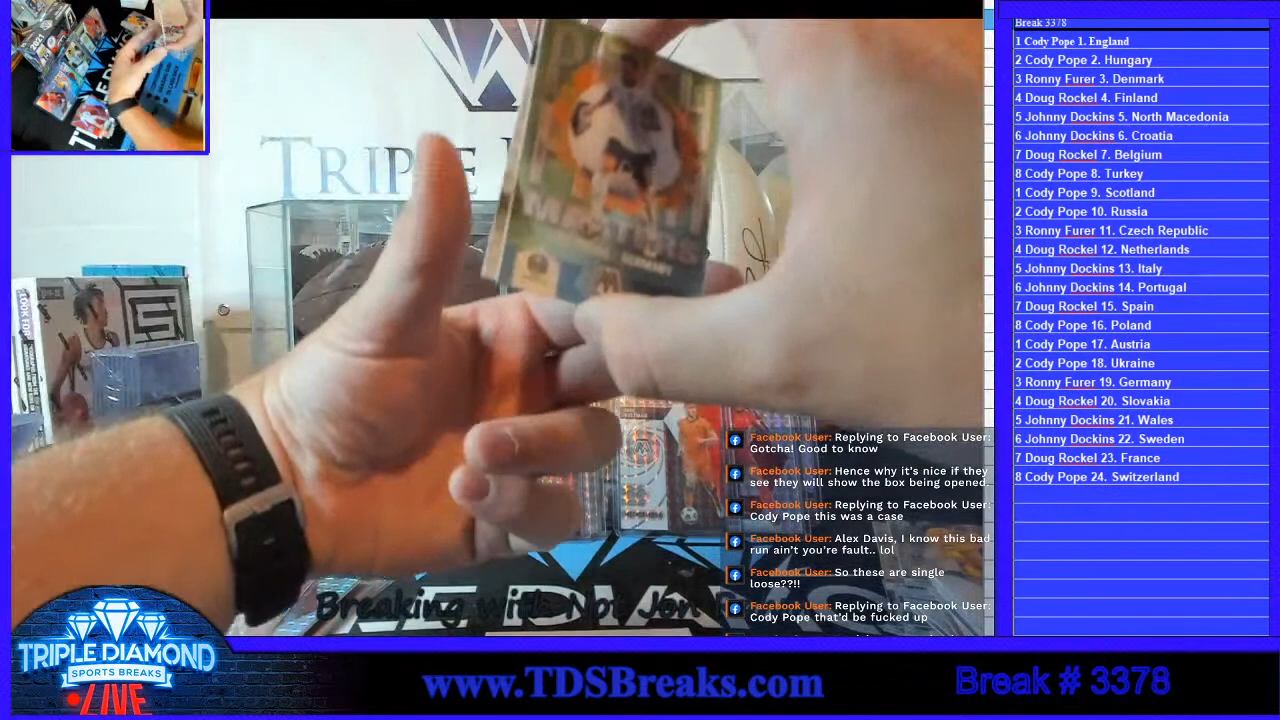 Break 3378
1 Cody Pope 1. England
2 Cody Pope 2. Hungary
3 Ronny Furer 3. Denmark
4 Doug Rockel 4. Finland
5 Johnny Dockins 5. North Macedonia
6 Johnny Dockins 6. Croatia
7 Doug Rockel 7. Belgium
8 Cody Pope 8. Turkey
1 Cody Pope 9. Scotland
2 Cody Pope 10. Russia
3 Ronny Furer 11. Czech Republic
4 Doug Rockel 12. Netherlands
5 Johnny Dockins 13. Italy
6 Johnny Dockins 14. Portugal
7 Doug Rockel 15. Spain
8 Cody Pope 16. Poland
1 Cody Pope 17. Austria
2 Cody Pope 18. Ukraine
3 Ronny Furer 19. Germany
4 Doug Rockel 20. Slovakia
5 Johnny Dockins 21. Wales
6 Johnny Dockins 22. Sweden
7 Doug Rockel 23. France
8 Cody Pope 24. Switzerland
TRIPLE
MASTERS
Facebook User: Replying to Facebook User:
Gotcha! Good to know
Facebook User: Hence why it's nice if they
see they will show the box being opened.
Facebook User: Replying to Facebook User:
Cody Pope this was a case
Facebook User: Alex Davis, I know this bad
run ain't you're fault.. lol
Facebook User: So these are single
loose??!!
Facebook User: Replying to Facebook User:
Cody Pope that'd be fucked up
Breaking with Not Jon
TRIPLE DIAMOND
SPORTS BREAKS
LIVE
www.TDSBreaks.com
Break # 3378